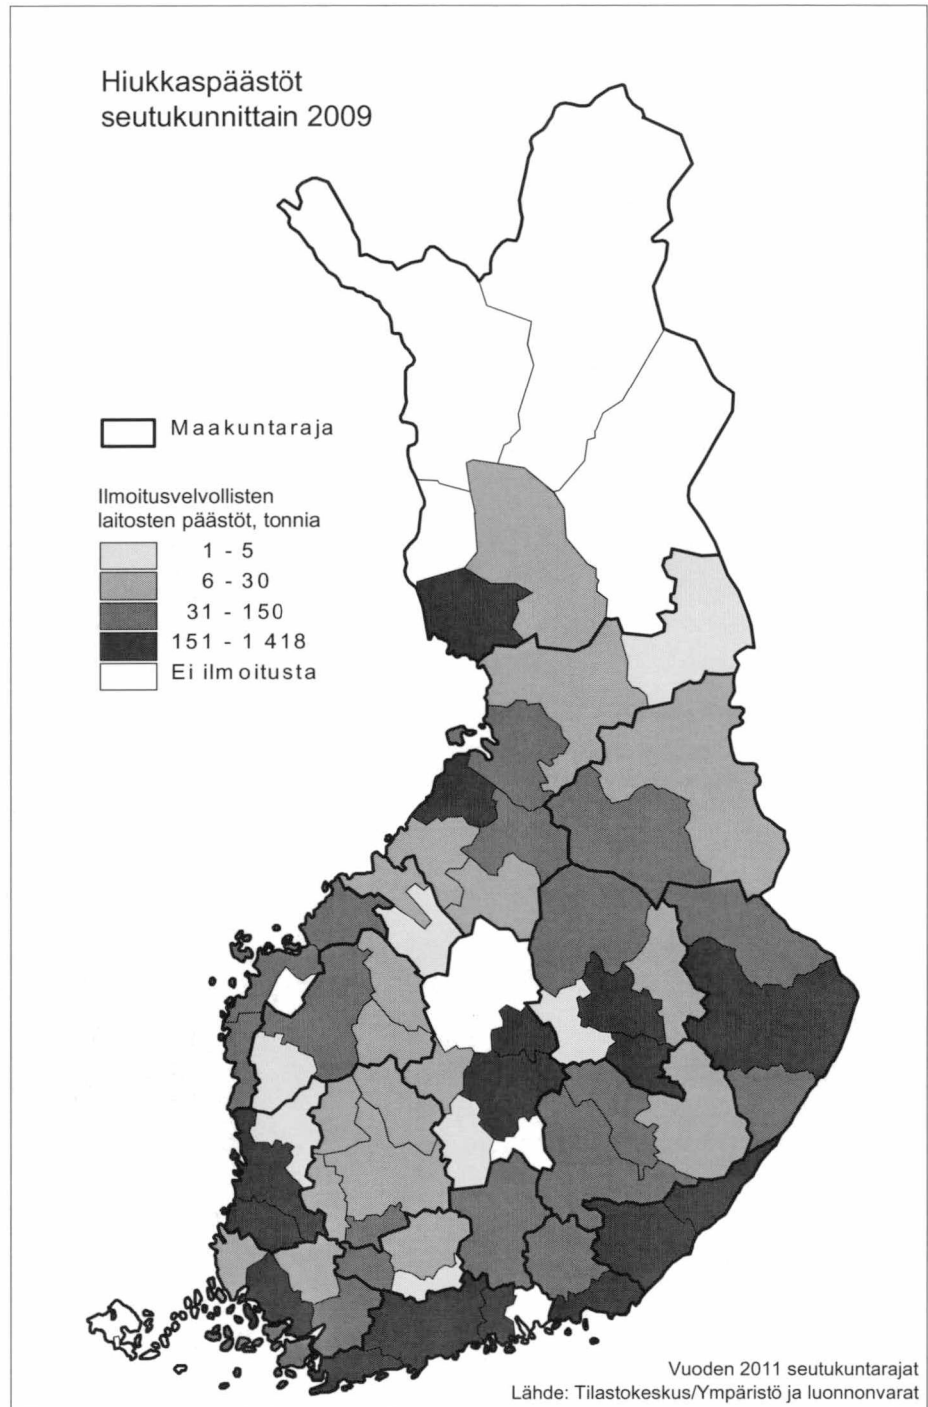 Hiukkaspäästöt
seutukunnittain 2009
Maakuntaraja
Ilmoitusvelvollisten
laitosten päästöt, tonnia
1 - 5
6 - 30
31 - 150
151 - 1 418
Ei ilmoitusta
Vuoden 2011 seutukuntarajat
Lähde: Tilastokeskus/Ympäristö ja luonnonvarat